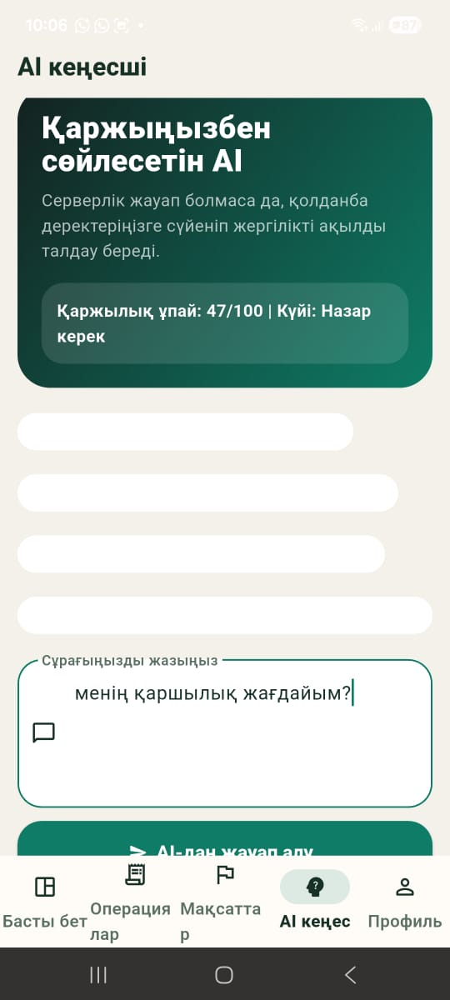 10:06
87
AI кеңесші
Қаржыңызбен
сөйлесетін AI
Серверлік жауап болмаса да, қолданба
деректеріңізге сүйеніп жергілікті ақылды
талдау береді.
Қаржылық ұпай: 47/100 | Күйі: Назар
керек
Сұрағыңызды жазыңыз
менің қаршылық жағдайым?
AI-дан жауап алу
Басты бет
Операция
лар
Мақсатта
р
AI кеңес
Профиль